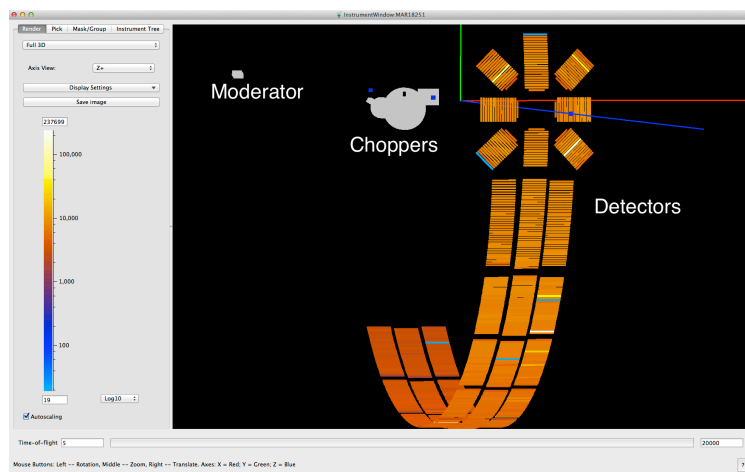 InstrumentWindow:MAR18251
Render Pick Mask/Group Instrument Tree
Full 3D
Axis View: Z+
Display Settings
Save image
237699
100,000
10,000
1,000
100
19
Log10
Autoscaling
Moderator
Choppers
Detectors
Time-of-flight 5 20000
Mouse Buttons: Left -- Rotation, Middle -- Zoom, Right -- Translate. Axes: X = Red; Y = Green; Z = Blue
?